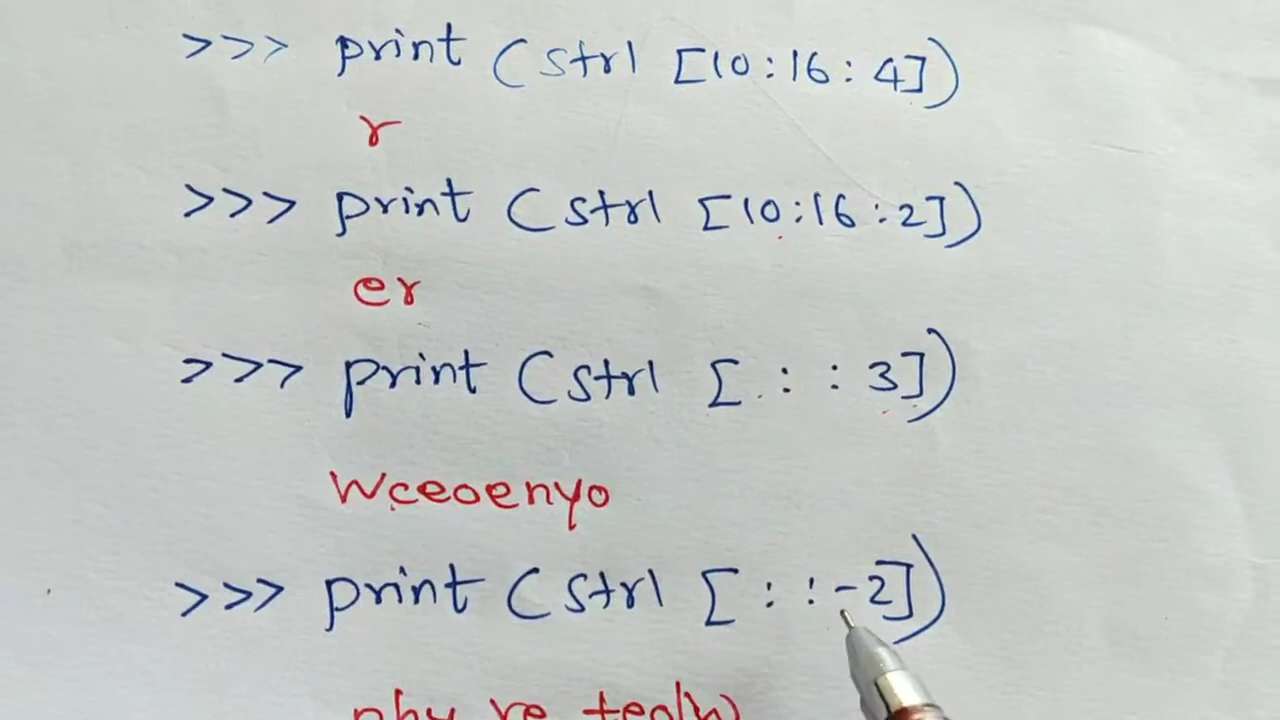 >>> print (str1 [10:16:4])
r
>>> print (str1 [10:16:2])
er
>>> print (str1 [::3])
Wceoenyo
>>> print (str1 [::-2])